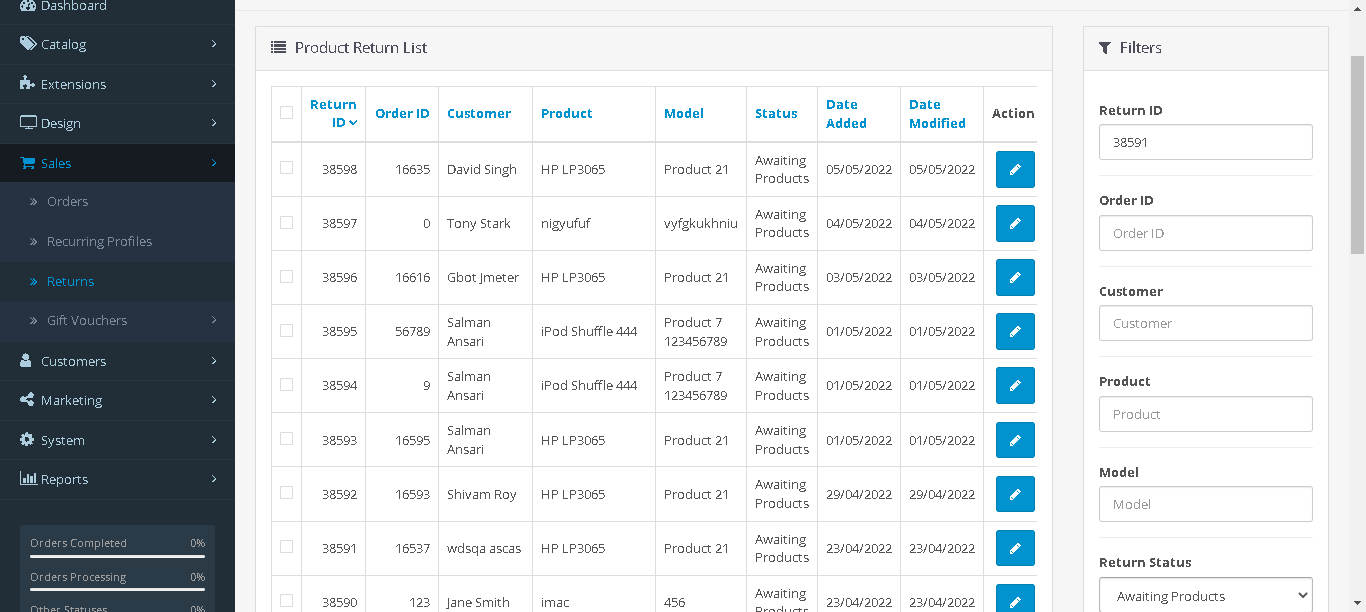 Dashboard
Catalog
Extensions
Design
Sales
Orders
Recurring Profiles
Returns
Gift Vouchers
Customers
Marketing
System
Reports
Orders Completed 0%
Orders Processing 0%
Other Statuses 0%
Product Return List
Return ID Order ID Customer Product Model Status Date Added Date Modified Action
38598 16635 David Singh HP LP3065 Product 21 Awaiting Products 05/05/2022 05/05/2022
38597 0 Tony Stark nigyufuf vyfgkukhniu Awaiting Products 04/05/2022 04/05/2022
38596 16616 Gbot Jmeter HP LP3065 Product 21 Awaiting Products 03/05/2022 03/05/2022
38595 56789 Salman Ansari iPod Shuffle 444 Product 7 123456789 Awaiting Products 01/05/2022 01/05/2022
38594 9 Salman Ansari iPod Shuffle 444 Product 7 123456789 Awaiting Products 01/05/2022 01/05/2022
38593 16595 Salman Ansari HP LP3065 Product 21 Awaiting Products 01/05/2022 01/05/2022
38592 16593 Shivam Roy HP LP3065 Product 21 Awaiting Products 29/04/2022 29/04/2022
38591 16537 wdsqa ascas HP LP3065 Product 21 Awaiting Products 23/04/2022 23/04/2022
38590 123 Jane Smith imac 456 Awaiting Products 23/04/2022 23/04/2022
Filters
Return ID
38591
Order ID
Order ID
Customer
Customer
Product
Product
Model
Model
Return Status
Awaiting Products